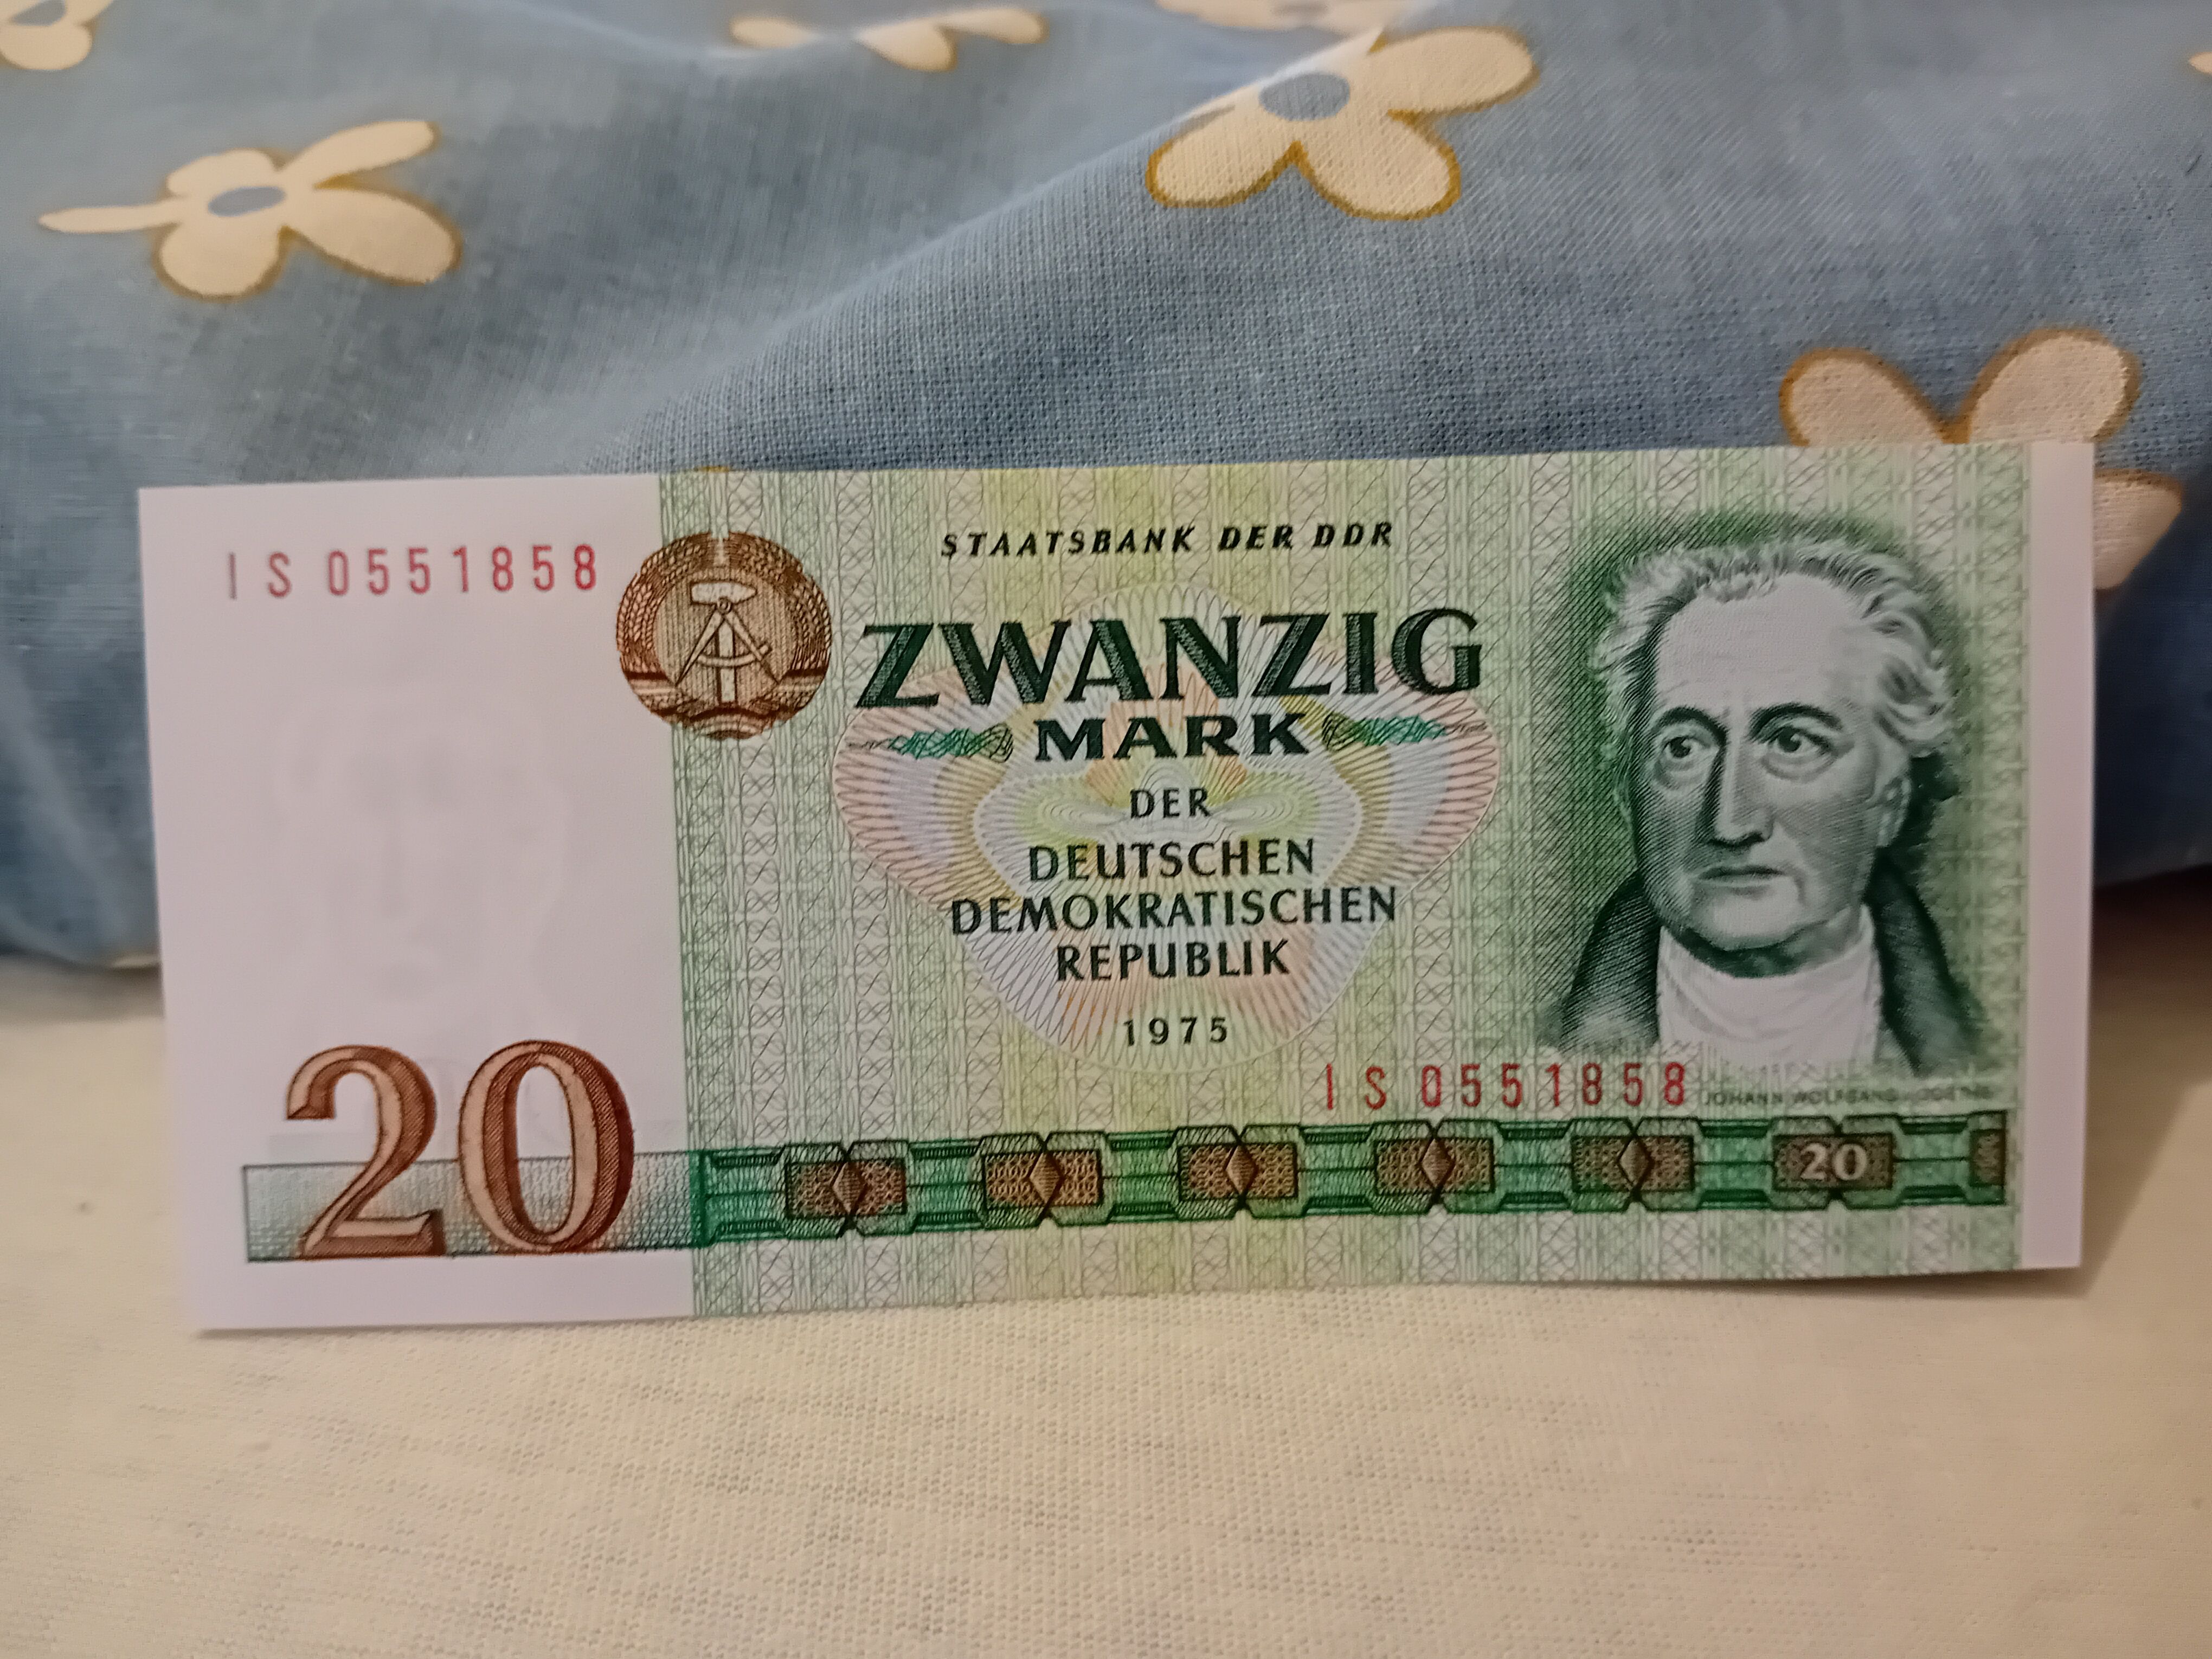 IS 0551858
STAATSBANK DER DDR
ZWANZIG
MARK
DER
DEUTSCHEN
DEMOKRATISCHEN
REPUBLIK
1975
IS 0551858
JOHANN WOLFGANG v. GOETHE
20
20